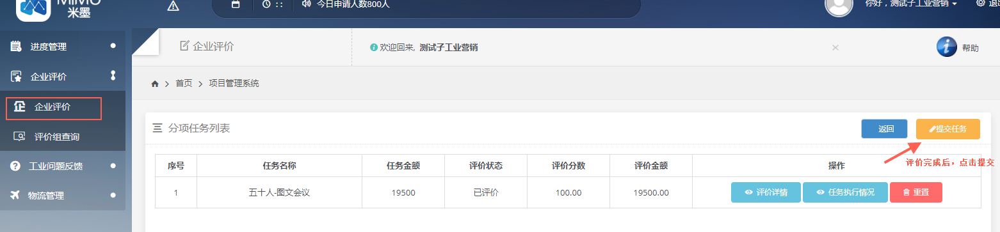 MIMO
米墨
: :
今日申请人数800人
你好，测试子工业营销
退出
进度管理
企业评价
企业评价
评价组查询
工业问题反馈
物流管理
企业评价
欢迎回来, 测试子工业营销
×
帮助
首页 > 项目管理系统
分项任务列表
返回
提交任务
评价完成后，点击提交
序号 任务名称 任务金额 评价状态 评价分数 评价金额 操作
1 五十人-图文会议 19500 已评价 100.00 19500.00 评价详情 任务执行情况 重置